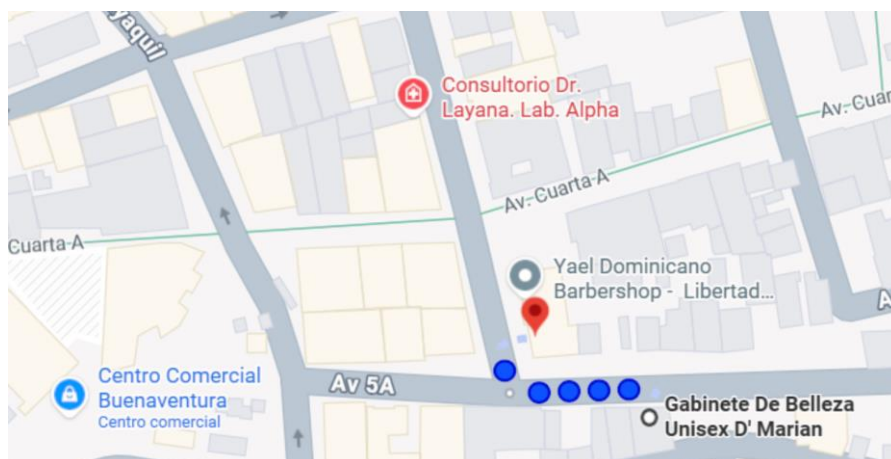 yaquil
Consultorio Dr.
Layana. Lab. Alpha
Av. Cuar
Av. Cuarta A
Cuarta A
Yael Dominicano
Barbershop - Libertad...
A
Centro Comercial
Buenaventura
Centro comercial
Av 5A
Gabinete De Belleza
Unisex D' Marian